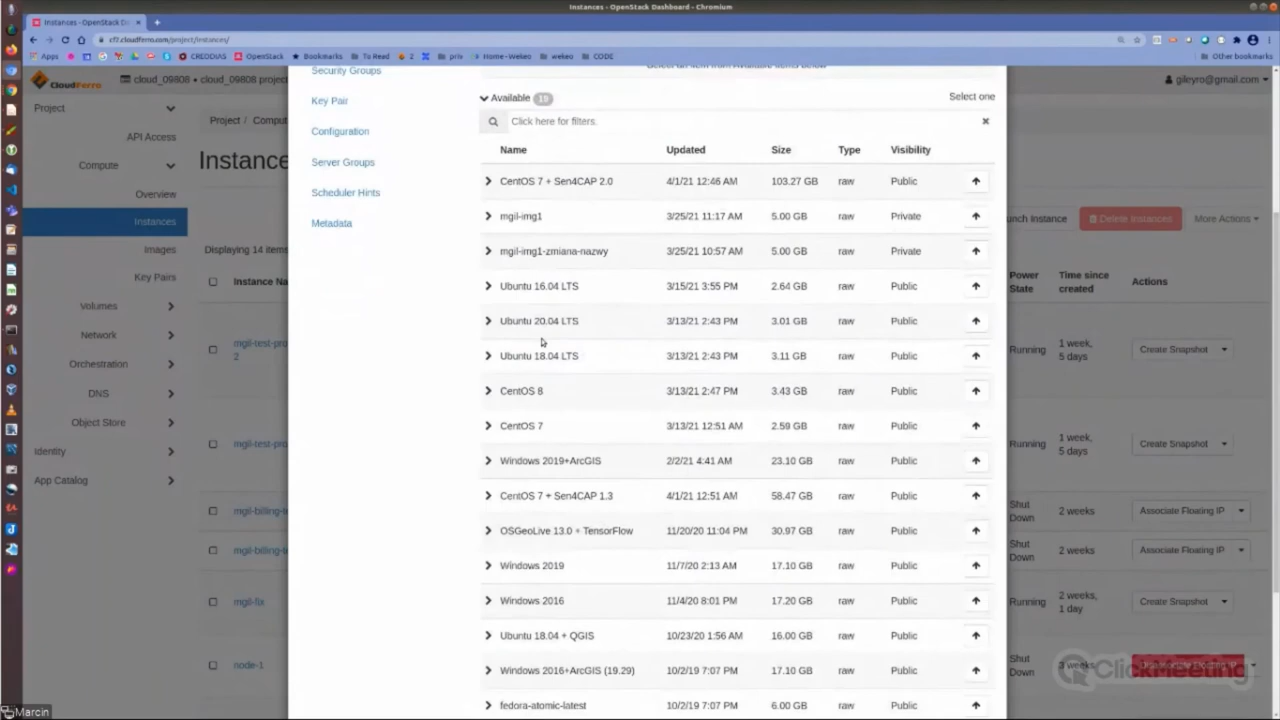 Instances - OpenStack Dashboard - Chromium
Instances - OpenStack Da
cf2.cloudferro.com/project/instances/
Apps
CREODIAS
OpenStack
Bookmarks
To Read
2
priv
Home-Wekeo
wekeo
CODE
Other bookmarks
CloudFerro
cloud_09808 • cloud_09808 project
gileyro@gmail.com
Project
API Access
Compute
Overview
Instances
Images
Key Pairs
Volumes
Network
Orchestration
DNS
Object Store
Identity
App Catalog
Project / Comput
Instance
Displaying 14 items
Instance Na
mgil-test-pro
2
mgil-test-pro
mgil-billing-te
mgil-billing-te
mgil-fix
node-1
Security Groups
Key Pair
Configuration
Server Groups
Scheduler Hints
Metadata
Select an item from Available items below
Available 19
Select one
Click here for filters.
Name Updated Size Type Visibility
CentOS 7 + Sen4CAP 2.0 4/1/21 12:46 AM 103.27 GB raw Public
mgil-img1 3/25/21 11:17 AM 5.00 GB raw Private
mgil-img1-zmiana-nazwy 3/25/21 10:57 AM 5.00 GB raw Private
Ubuntu 16.04 LTS 3/15/21 3:55 PM 2.64 GB raw Public
Ubuntu 20.04 LTS 3/13/21 2:43 PM 3.01 GB raw Public
Ubuntu 18.04 LTS 3/13/21 2:43 PM 3.11 GB raw Public
CentOS 8 3/13/21 2:47 PM 3.43 GB raw Public
CentOS 7 3/13/21 12:51 AM 2.59 GB raw Public
Windows 2019+ArcGIS 2/2/21 4:41 AM 23.10 GB raw Public
CentOS 7 + Sen4CAP 1.3 4/1/21 12:51 AM 58.47 GB raw Public
OSGeoLive 13.0 + TensorFlow 11/20/20 11:04 PM 30.97 GB raw Public
Windows 2019 11/7/20 2:13 AM 17.10 GB raw Public
Windows 2016 11/4/20 8:01 PM 17.20 GB raw Public
Ubuntu 18.04 + QGIS 10/23/20 1:56 AM 16.00 GB raw Public
Windows 2016+ArcGIS (19.29) 10/2/19 7:07 PM 17.10 GB raw Public
fedora-atomic-latest 10/2/19 7:07 PM 6.00 GB raw Public
unch Instance
Delete Instances
More Actions
Power
State
Time since
created
Actions
Running
1 week,
5 days
Create Snapshot
Running
1 week,
5 days
Create Snapshot
Shut
Down
2 weeks
Associate Floating IP
Shut
Down
2 weeks
Associate Floating IP
Running
2 weeks,
1 day
Create Snapshot
Shut
Down
3 weeks
Disassociate Floating IP
ClickMeeting
Marcin